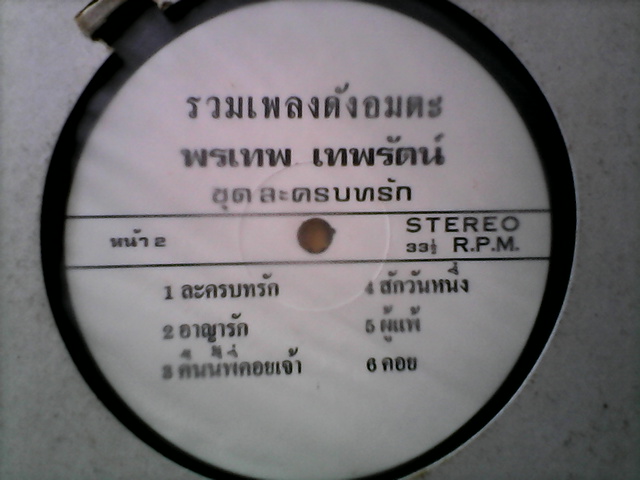 รวมเพลงดังอมตะ
พรเทพ เทพรัตน์
ชุด ละครบทรัก
หน้า 2
STEREO
33½ R.P.M.
1 ละครบทรัก
2 อาญารัก
3 คืนนี้พี่คอยเจ้า
4 สักวันหนึ่ง
5 ผู้แพ้
6 คอย